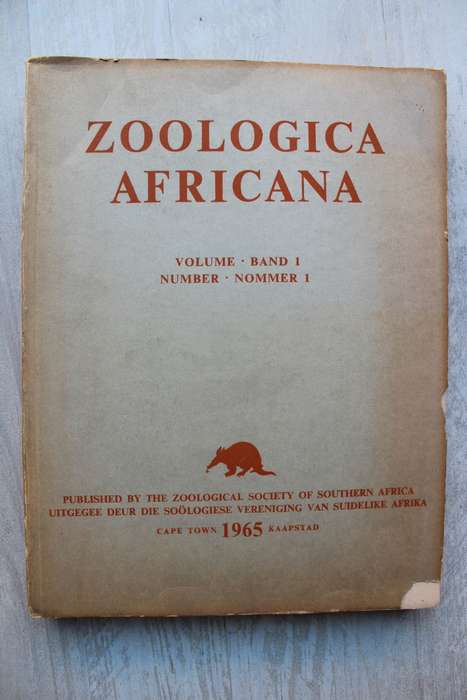 ZOOLOGICA
AFRICANA
VOLUME · BAND 1
NUMBER · NOMMER 1
PUBLISHED BY THE ZOOLOGICAL SOCIETY OF SOUTHERN AFRICA
UITGEGEE DEUR DIE SOÖLOGIESE VERENIGING VAN SUIDELIKE AFRIKA
CAPE TOWN 1965 KAAPSTAD